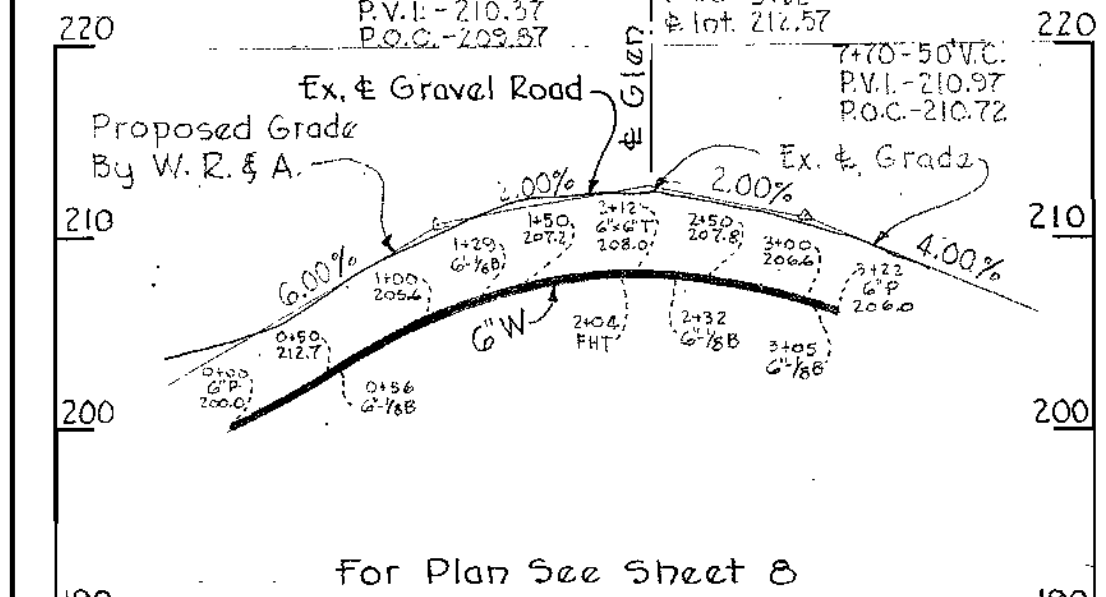 P.V.I. - 210.37
P.O.C. - 209.87
℄ Int. 212.57
220
220
7+70-50'V.C.
P.V.I.-210.97
P.O.C.-210.72
℄ Glen
Ex. ℄ Gravel Road
Proposed Grade
By W. R. & A.
Ex. ℄ Grade
2.00%
2.00%
210
210
6.00%
4.00%
1+00
205.6
1+29
6"-1/8B
1+50
207.2
2+12
6"x6"T
208.0
2+50
207.8
3+00
206.6
3+22
6"P
206.0
0+50
212.7
0+00
6"P
200.0
0+56
6"-1/8B
6"W
2+04
FHT
2+32
6"-1/8B
3+05
6"-1/8B
200
200
For Plan See Sheet 8
190
190